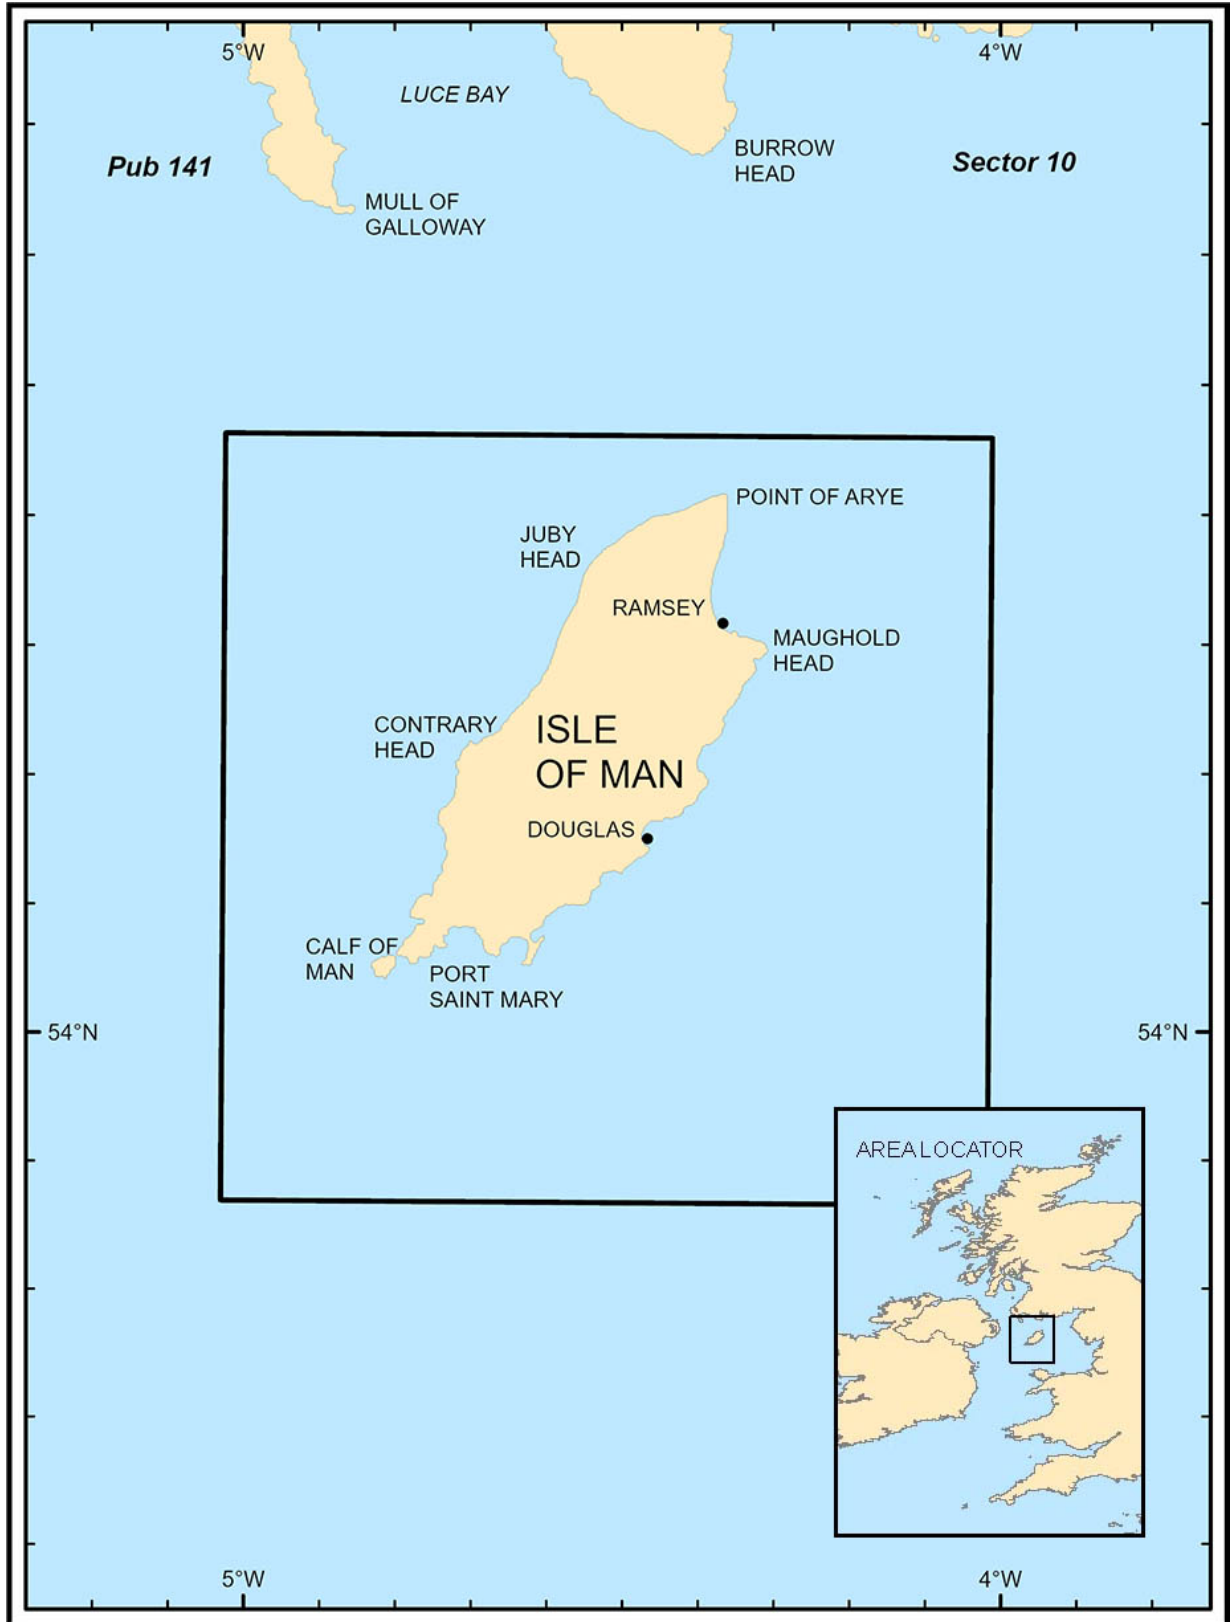 5°W
4°W
LUCE BAY
Pub 141
BURROW
HEAD
Sector 10
MULL OF
GALLOWAY
POINT OF ARYE
JUBY
HEAD
RAMSEY
MAUGHOLD
HEAD
CONTRARY
HEAD
ISLE
OF MAN
DOUGLAS
CALF OF
MAN
PORT
SAINT MARY
54°N
54°N
AREA LOCATOR
5°W
4°W